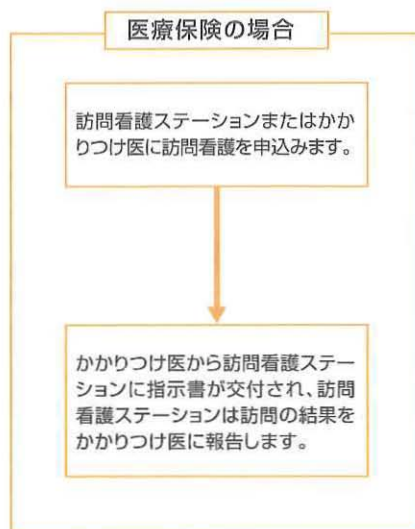 医療保険の場合
訪問看護ステーションまたはかか
りつけ医に訪問看護を申込みます。
かかりつけ医から訪問看護ステー
ションに指示書が交付され、訪問
看護ステーションは訪問の結果を
かかりつけ医に報告します。